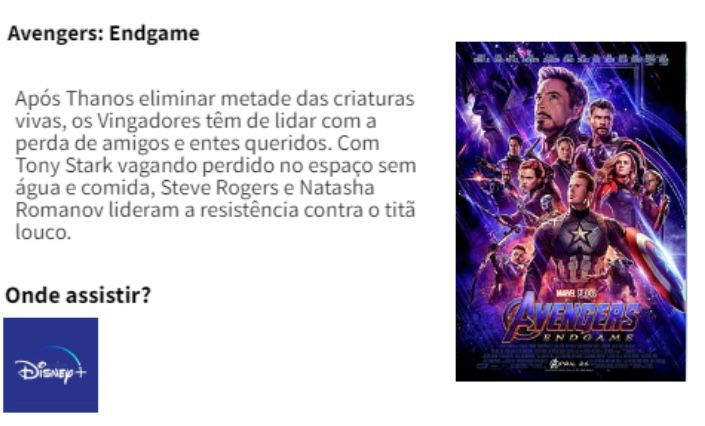 Avengers: Endgame
Após Thanos eliminar metade das criaturas
vivas, os Vingadores têm de lidar com a
perda de amigos e entes queridos. Com
Tony Stark vagando perdido no espaço sem
água e comida, Steve Rogers e Natasha
Romanov lideram a resistência contra o titã
louco.
MARVEL STUDIOS
AVENGERS
ENDGAME
APRIL 26
Onde assistir?
Disney+